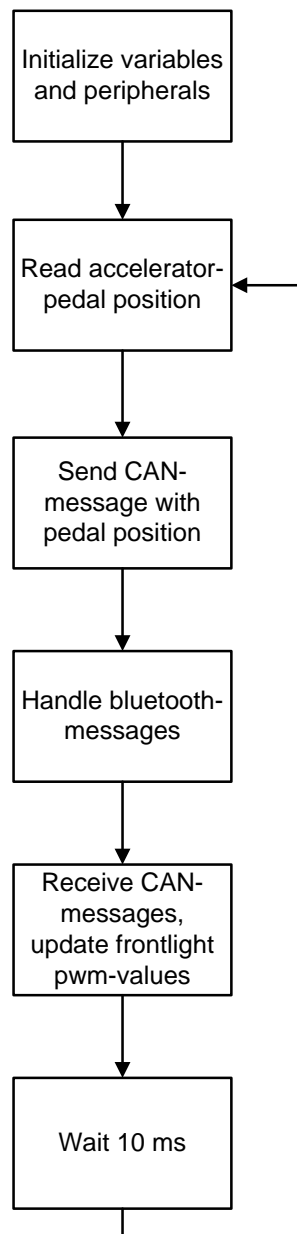 Initialize variables
and peripherals
Read accelerator-
pedal position
Send CAN-
message with
pedal position
Handle bluetooth-
messages
Receive CAN-
messages,
update frontlight
pwm-values
Wait 10 ms